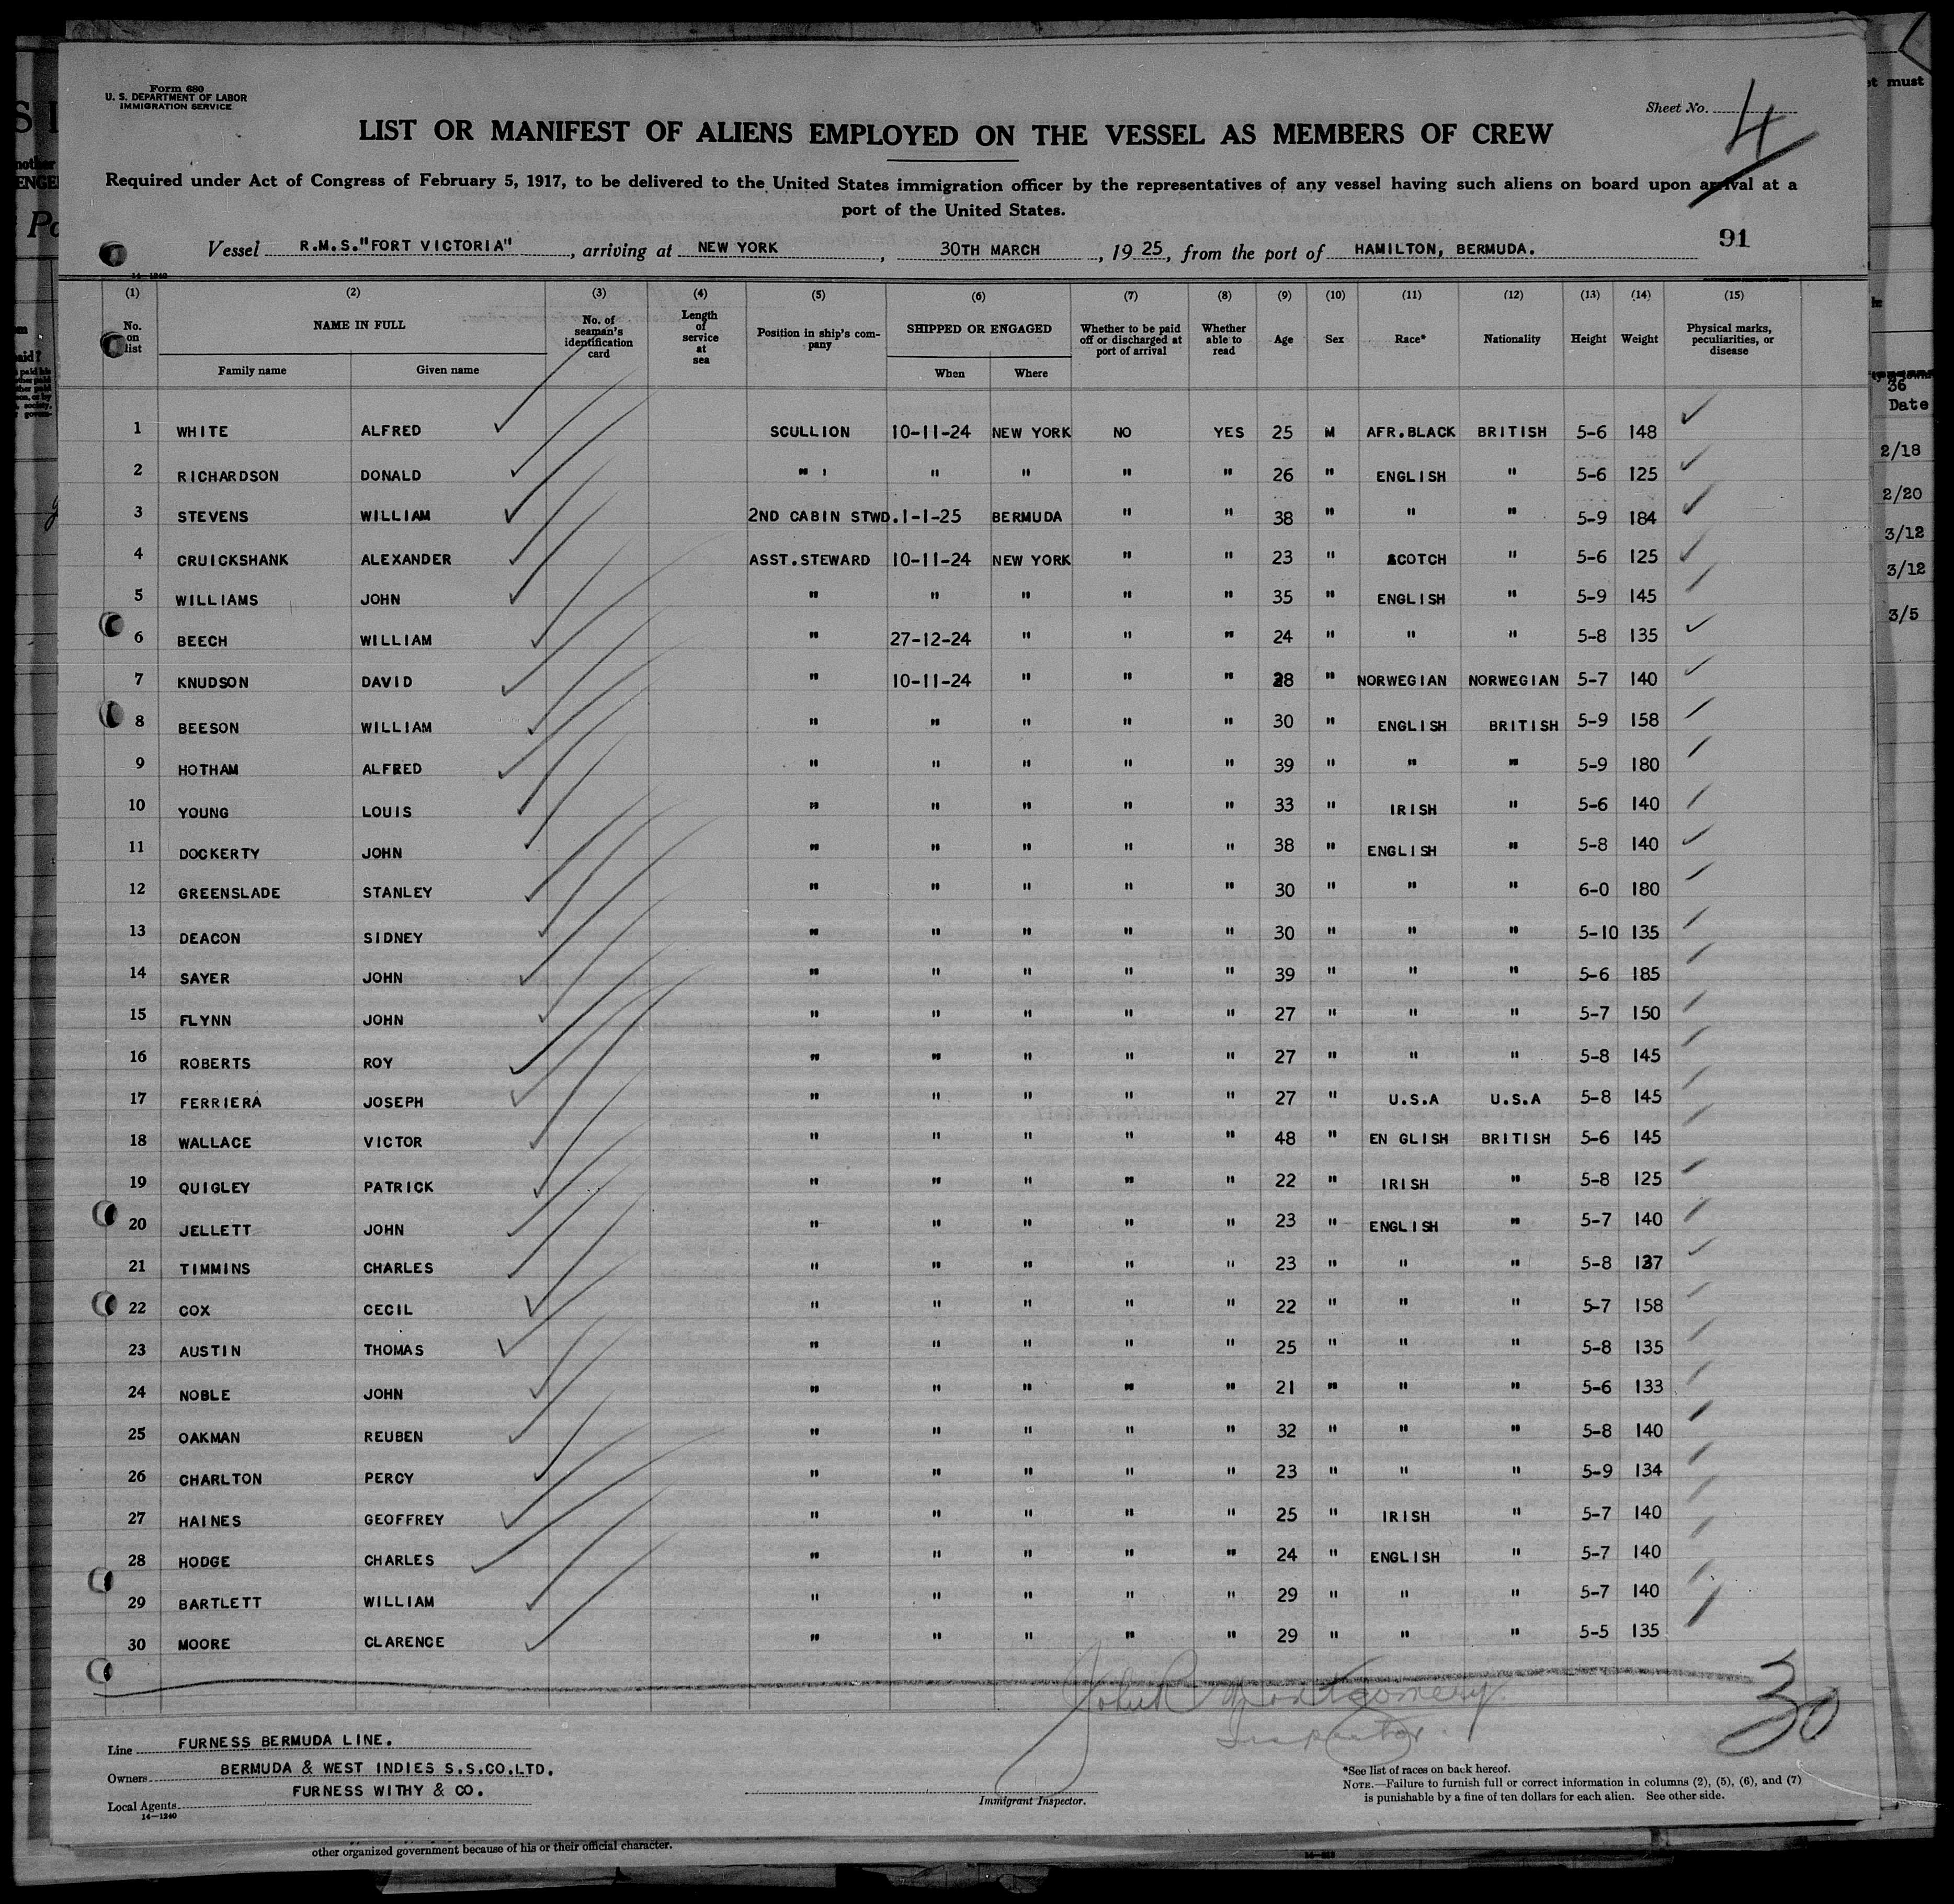 Form 680
U. S. DEPARTMENT OF LABOR
IMMIGRATION SERVICE
Sheet No. 4
LIST OR MANIFEST OF ALIENS EMPLOYED ON THE VESSEL AS MEMBERS OF CREW
Required under Act of Congress of February 5, 1917, to be delivered to the United States immigration officer by the representatives of any vessel having such aliens on board upon arrival at a
port of the United States.
91
Vessel R.M.S."FORT VICTORIA", arriving at NEW YORK, 30TH MARCH, 1925, from the port of HAMILTON, BERMUDA.
14—1240
(1) (2) (3) (4) (5) (6) (7) (8) (9) (10) (11) (12) (13) (14) (15)
No. on list NAME IN FULL Family name Given name No. of seaman's identification card Length of service at sea Position in ship's company SHIPPED OR ENGAGED When Where Whether to be paid off or discharged at port of arrival Whether able to read Age Sex Race* Nationality Height Weight Physical marks, peculiarities, or disease
1 WHITE ALFRED SCULLION 10-11-24 NEW YORK NO YES 25 M AFR.BLACK BRITISH 5-6 148
2 RICHARDSON DONALD " " " " " 26 " ENGLISH " 5-6 125
3 STEVENS WILLIAM 2ND CABIN STWD. 1-1-25 BERMUDA " " 38 " " " 5-9 184
4 CRUICKSHANK ALEXANDER ASST.STEWARD 10-11-24 NEW YORK " " 23 " SCOTCH " 5-6 125
5 WILLIAMS JOHN " " " " " 35 " ENGLISH " 5-9 145
6 BEECH WILLIAM " 27-12-24 " " " 24 " " " 5-8 135
7 KNUDSON DAVID " 10-11-24 " " " 28 " NORWEGIAN NORWEGIAN 5-7 140
8 BEESON WILLIAM " " " " " 30 " ENGLISH BRITISH 5-9 158
9 HOTHAM ALFRED " " " " " 39 " " " 5-9 180
10 YOUNG LOUIS " " " " " 33 " IRISH " 5-6 140
11 DOCKERTY JOHN " " " " " 38 " ENGLISH " 5-8 140
12 GREENSLADE STANLEY " " " " " 30 " " " 6-0 180
13 DEACON SIDNEY " " " " " 30 " " " 5-10 135
14 SAYER JOHN " " " " " 39 " " " 5-6 185
15 FLYNN JOHN " " " " " 27 " " " 5-7 150
16 ROBERTS ROY " " " " " 27 " " " 5-8 145
17 FERRIERA JOSEPH " " " " " 27 " U.S.A U.S.A 5-8 145
18 WALLACE VICTOR " " " " " 48 " EN GLISH BRITISH 5-6 145
19 QUIGLEY PATRICK " " " " " 22 " IRISH " 5-8 125
20 JELLETT JOHN " " " " " 23 " ENGLISH " 5-7 140
21 TIMMINS CHARLES " " " " " 23 " " " 5-8 137
22 COX CECIL " " " " " 22 " " " 5-7 158
23 AUSTIN THOMAS " " " " " 25 " " " 5-8 135
24 NOBLE JOHN " " " " " 21 " " " 5-6 133
25 OAKMAN REUBEN " " " " " 32 " " " 5-8 140
26 CHARLTON PERCY " " " " " 23 " " " 5-9 134
27 HAINES GEOFFREY " " " " " 25 " IRISH " 5-7 140
28 HODGE CHARLES " " " " " 24 " ENGLISH " 5-7 140
29 BARTLETT WILLIAM " " " " " 29 " " " 5-7 140
30 MOORE CLARENCE " " " " " 29 " " " 5-5 135
John R Montgomery
Inspector.
30
Line FURNESS BERMUDA LINE.
Owners BERMUDA & WEST INDIES S.S.CO.LTD.
Local Agents FURNESS WITHY & CO.
14—1240
Immigrant Inspector.
*See list of races on back hereof.
NOTE.—Failure to furnish full or correct information in columns (2), (5), (6), and (7)
is punishable by a fine of ten dollars for each alien. See other side.
other organized government because of his or their official character.
must
36
Date
2/18
2/20
3/12
3/12
3/5